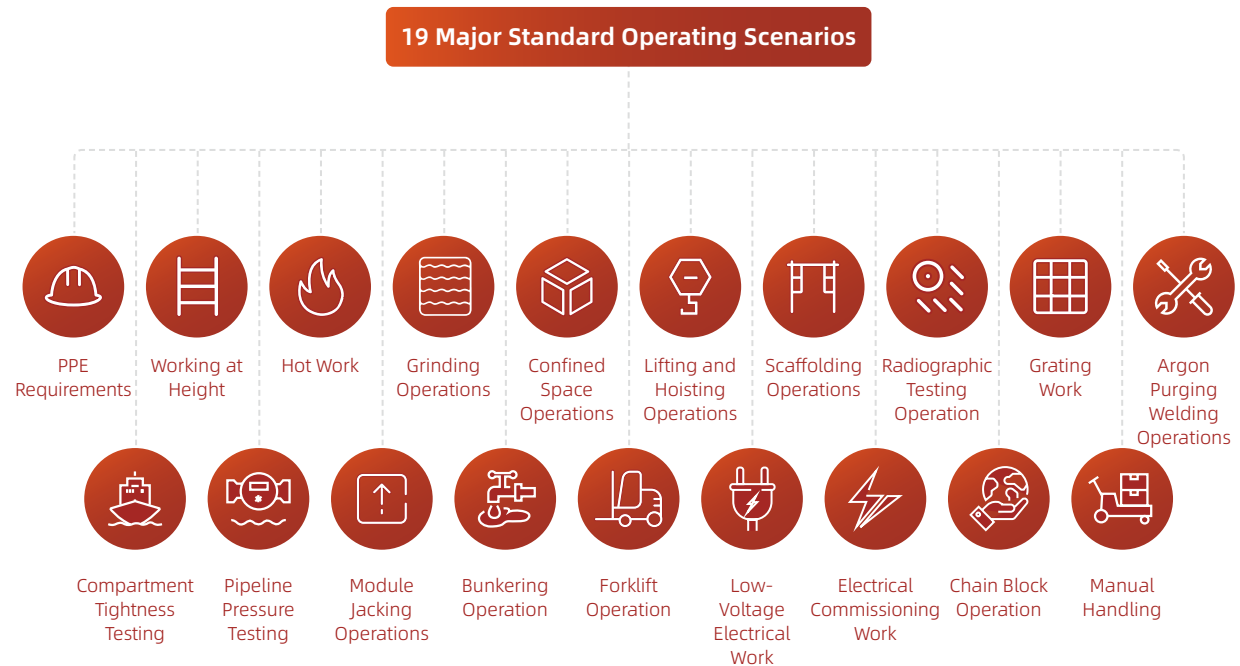 19 Major Standard Operating Scenarios
PPE
Requirements
Working at
Height
Hot Work
Grinding
Operations
Confined
Space
Operations
Lifting and
Hoisting
Operations
Scaffolding
Operations
Radiographic
Testing
Operation
Grating
Work
Argon
Purging
Welding
Operations
Compartment
Tightness
Testing
Pipeline
Pressure
Testing
Module
Jacking
Operations
Bunkering
Operation
Forklift
Operation
Low-
Voltage
Electrical
Work
Electrical
Commissioning
Work
Chain Block
Operation
Manual
Handling